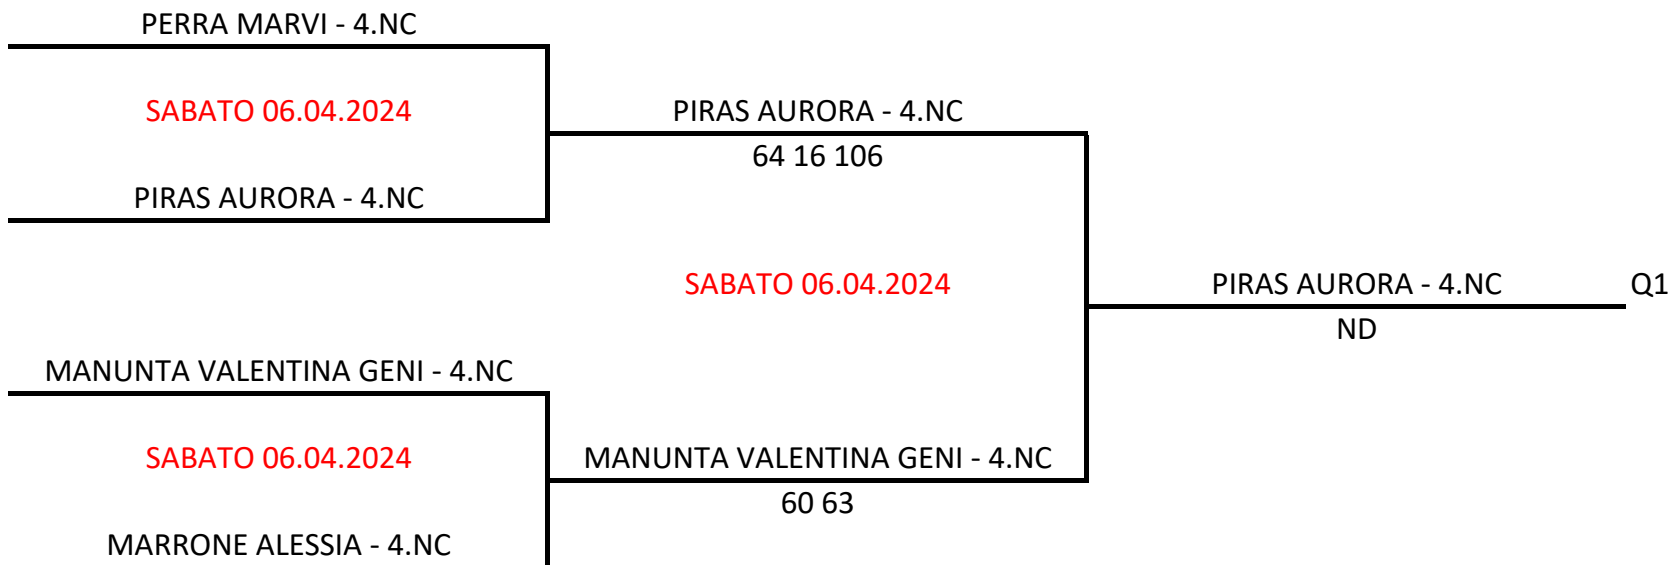 PERRA MARVI - 4.NC
SABATO 06.04.2024
PIRAS AURORA - 4.NC
64 16 106
PIRAS AURORA - 4.NC
SABATO 06.04.2024
PIRAS AURORA - 4.NC
Q1
ND
MANUNTA VALENTINA GENI - 4.NC
SABATO 06.04.2024
MANUNTA VALENTINA GENI - 4.NC
60 63
MARRONE ALESSIA - 4.NC